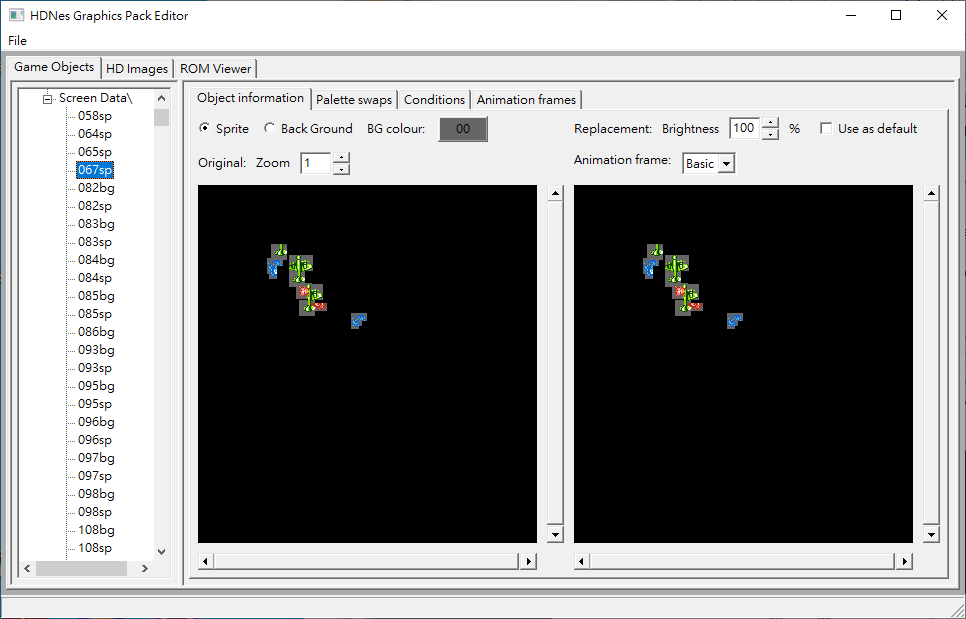 HDNes Graphics Pack Editor
File
Game Objects HD Images ROM Viewer
Screen Data\
058sp
064sp
065sp
067sp
082bg
082sp
083bg
083sp
084bg
084sp
085bg
085sp
086bg
093bg
093sp
095bg
095sp
096bg
096sp
097bg
097sp
098bg
098sp
108bg
108sp
Object information Palette swaps Conditions Animation frames
Sprite Back Ground BG colour: 00 Replacement: Brightness 100 % Use as default
Original: Zoom 1 Animation frame: Basic